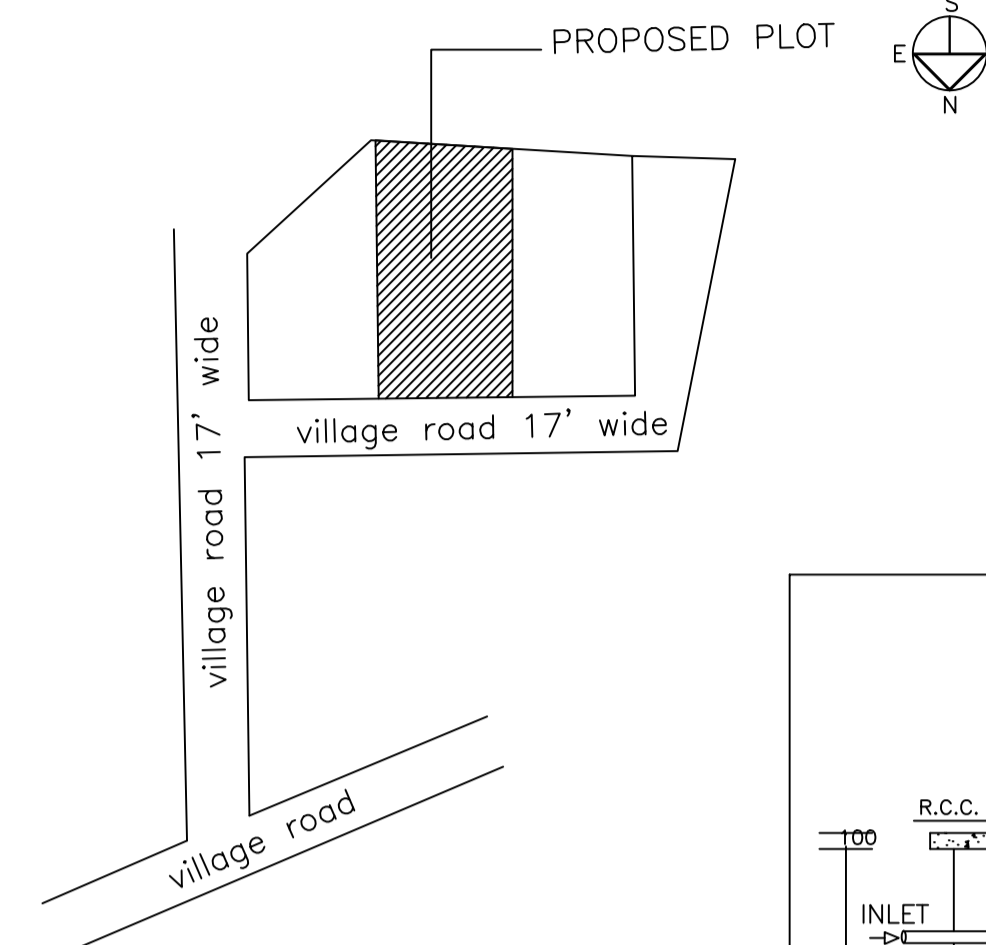 S
PROPOSED PLOT
E
N
village road 17' wide
village road 17' wide
village road
R.C.C.
100
INLET